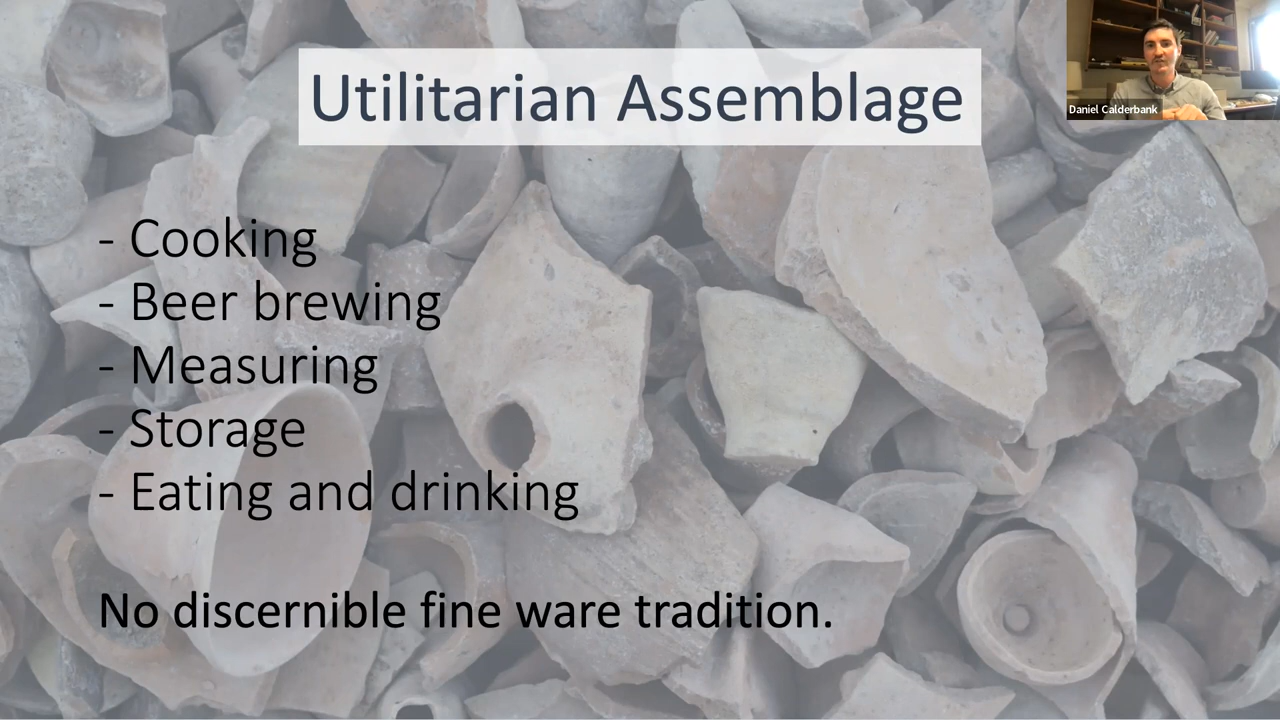 Utilitarian Assemblage
Daniel Calderbank
- Cooking
- Beer brewing
- Measuring
- Storage
- Eating and drinking
No discernible fine ware tradition.